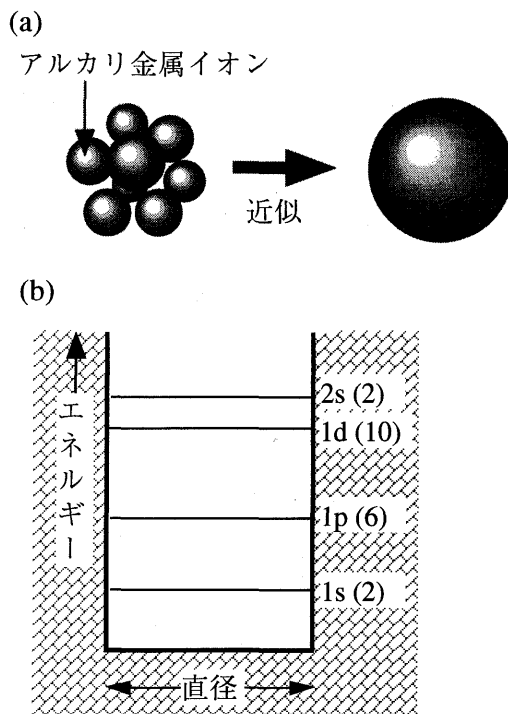 (a)
アルカリ金属イオン
近似
(b)
エネルギー
2s (2)
1d (10)
1p (6)
1s (2)
直径